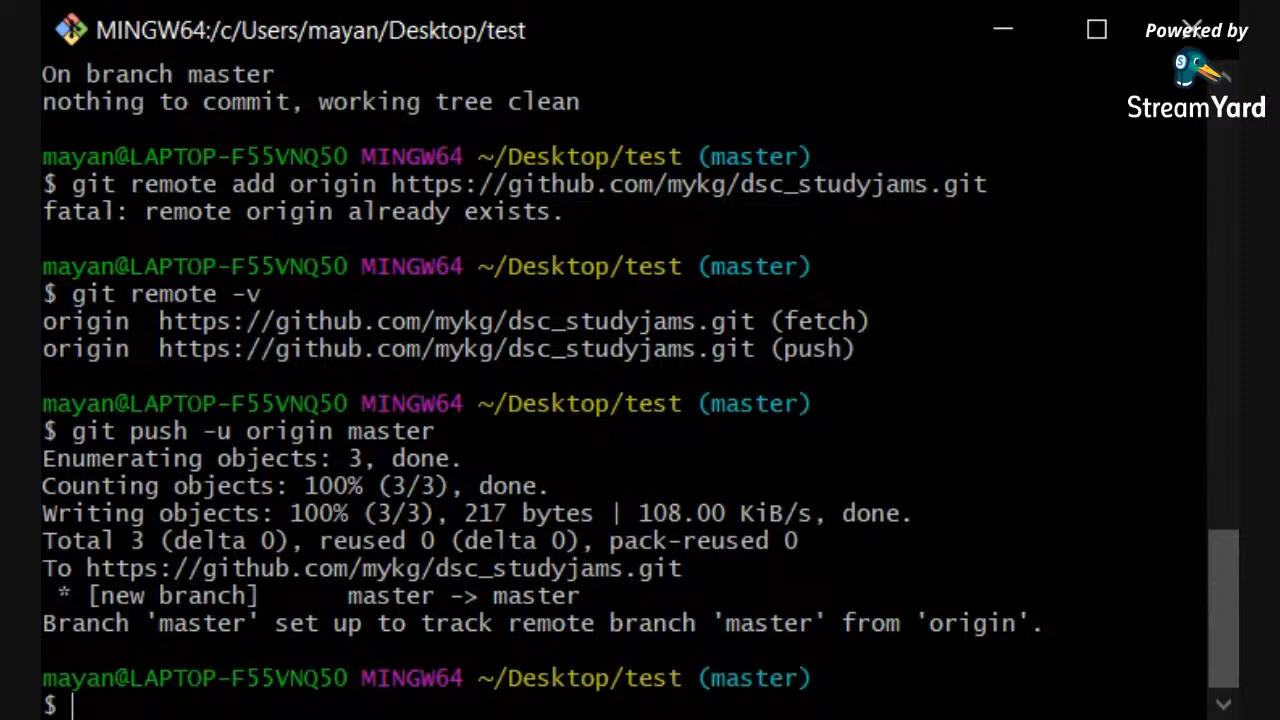 MINGW64:/c/Users/mayan/Desktop/test
Powered by
StreamYard
On branch master
nothing to commit, working tree clean
mayan@LAPTOP-F55VNQ50 MINGW64 ~/Desktop/test (master)
$ git remote add origin https://github.com/mykg/dsc_studyjams.git
fatal: remote origin already exists.
mayan@LAPTOP-F55VNQ50 MINGW64 ~/Desktop/test (master)
$ git remote -v
origin  https://github.com/mykg/dsc_studyjams.git (fetch)
origin  https://github.com/mykg/dsc_studyjams.git (push)
mayan@LAPTOP-F55VNQ50 MINGW64 ~/Desktop/test (master)
$ git push -u origin master
Enumerating objects: 3, done.
Counting objects: 100% (3/3), done.
Writing objects: 100% (3/3), 217 bytes | 108.00 KiB/s, done.
Total 3 (delta 0), reused 0 (delta 0), pack-reused 0
To https://github.com/mykg/dsc_studyjams.git
 * [new branch]      master -> master
Branch 'master' set up to track remote branch 'master' from 'origin'.
mayan@LAPTOP-F55VNQ50 MINGW64 ~/Desktop/test (master)
$